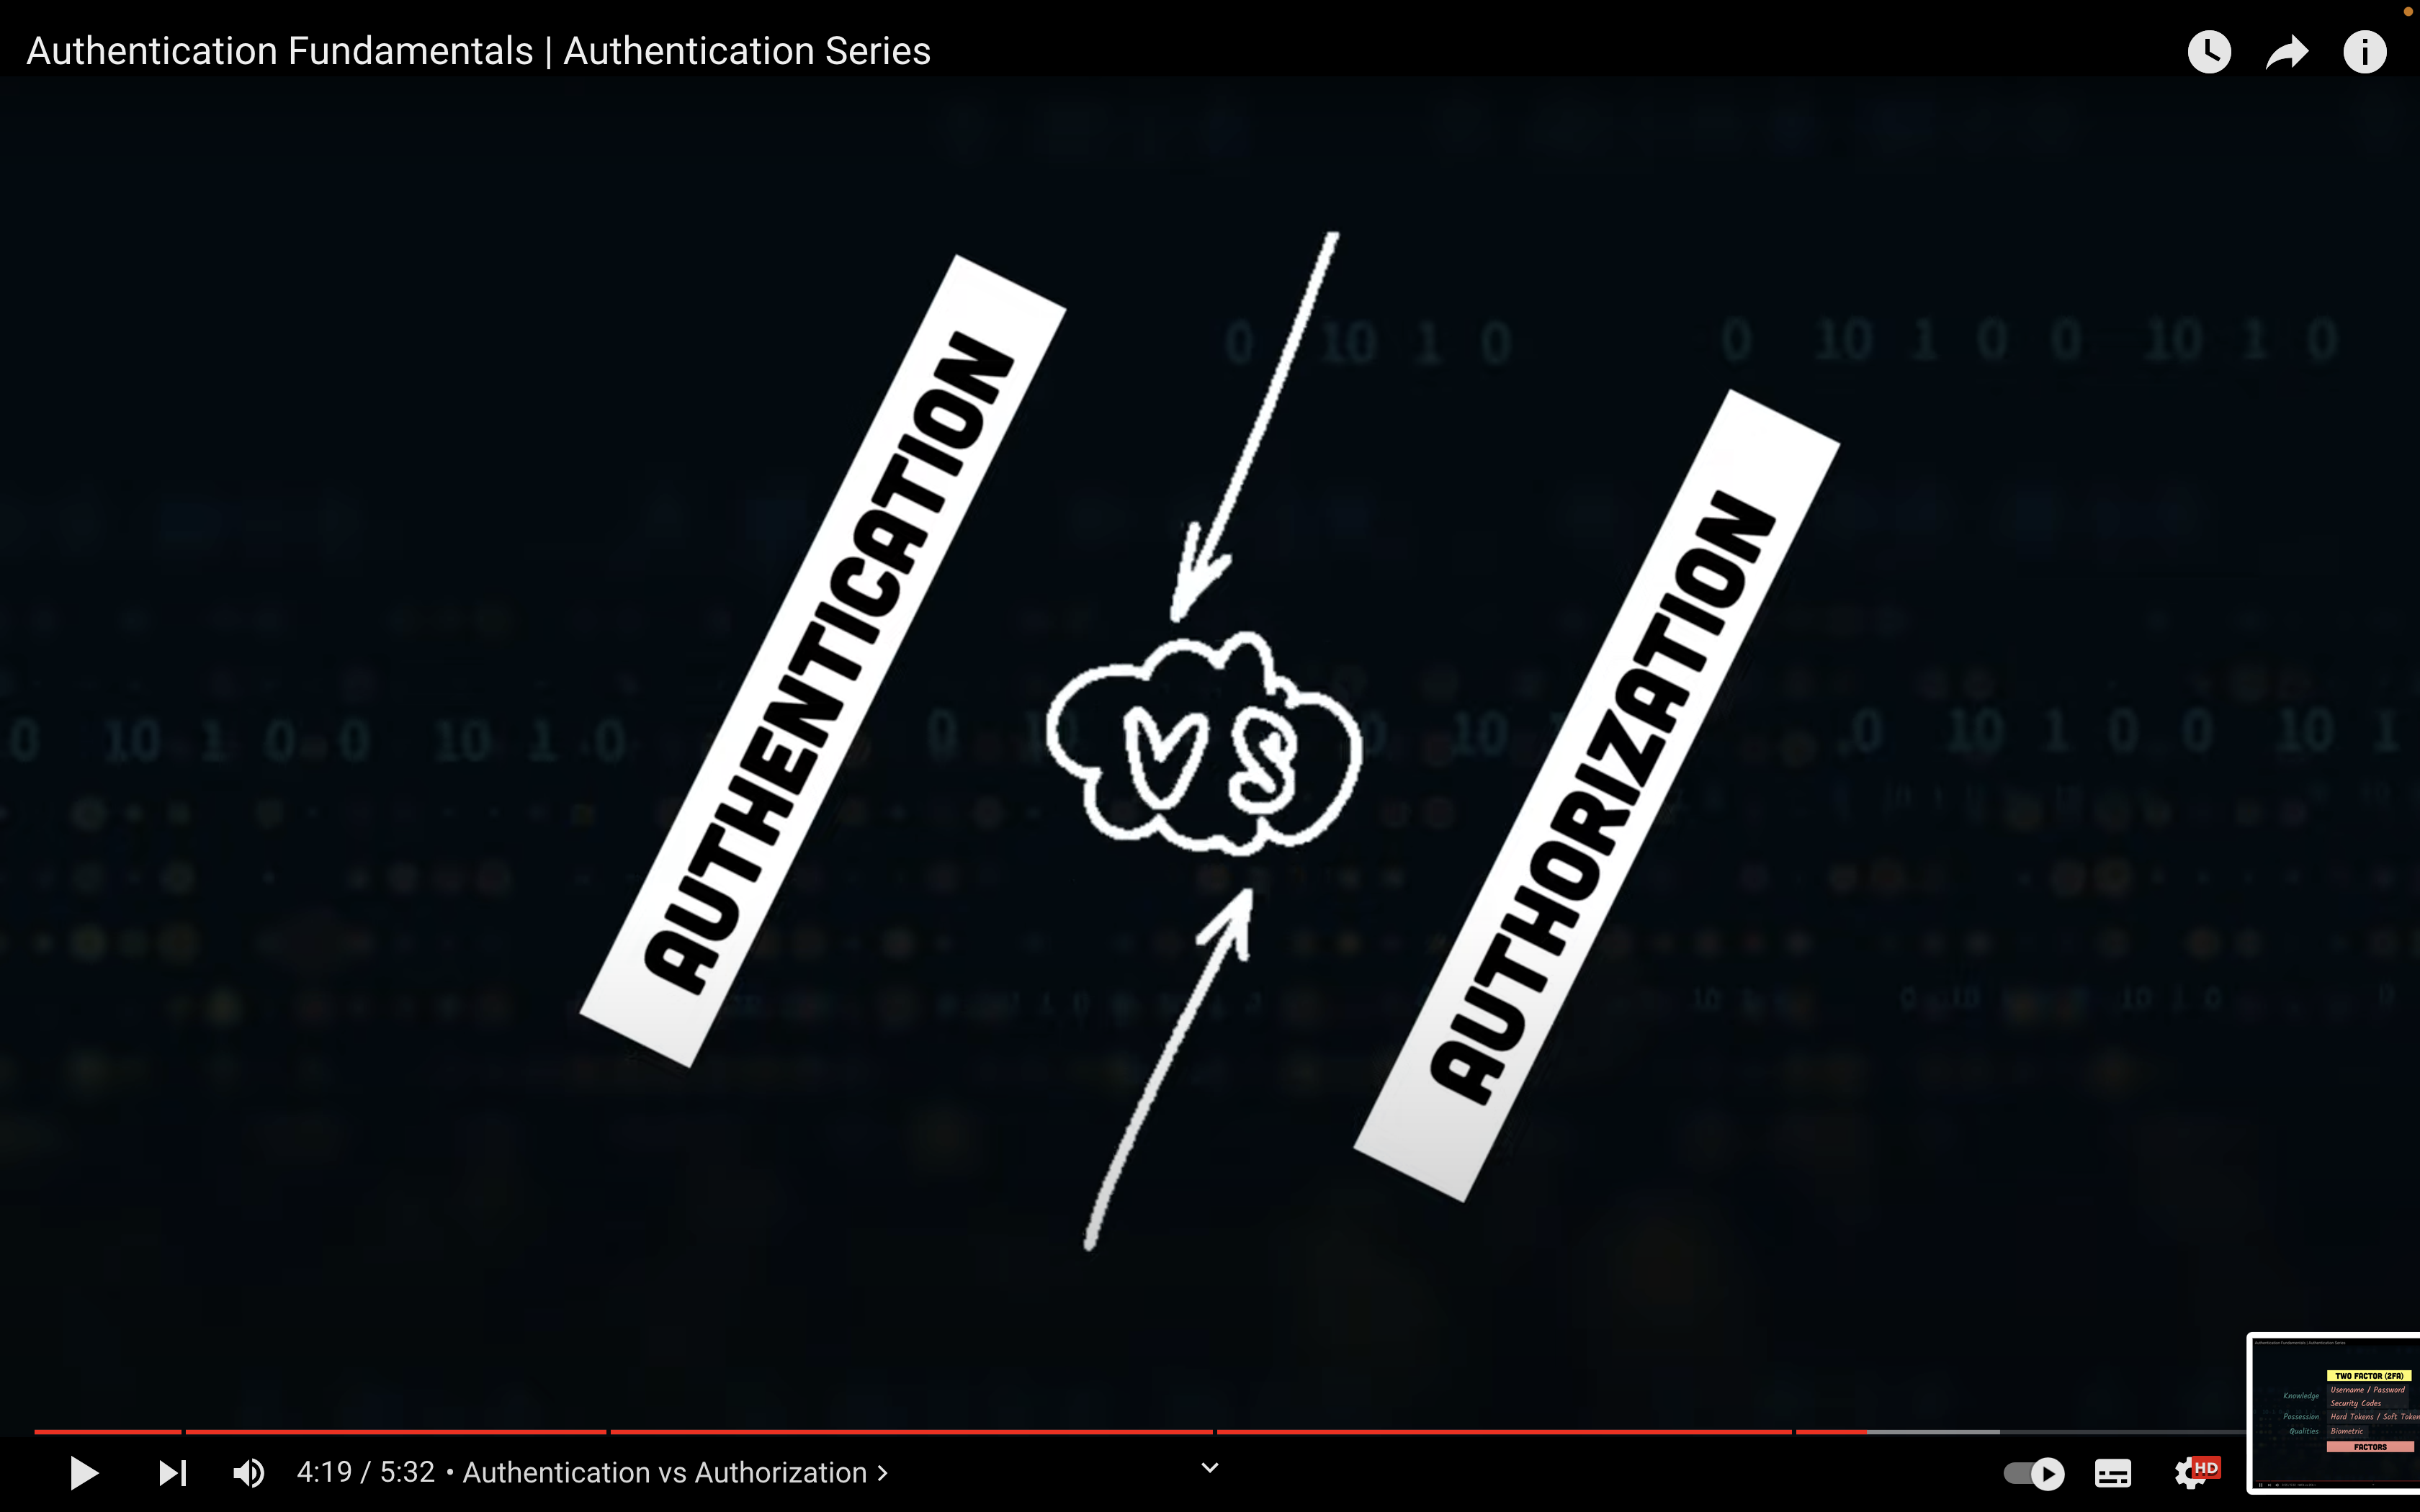 Authentication Fundamentals | Authentication Series
AUTHENTICATION
VS
AUTHORIZATION
0 10 1 0
0 10 1 0 0 10 1 0
0 10 1 0 0 10 1 0
0 10
0 10
0 10 1 0 0 10 1
TWO FACTOR (2FA)
Knowledge
Username / Password
Security Codes
Possession
Hard Tokens / Soft Token
Qualities
Biometric
FACTORS
4:19 / 5:32 • Authentication vs Authorization >
HD